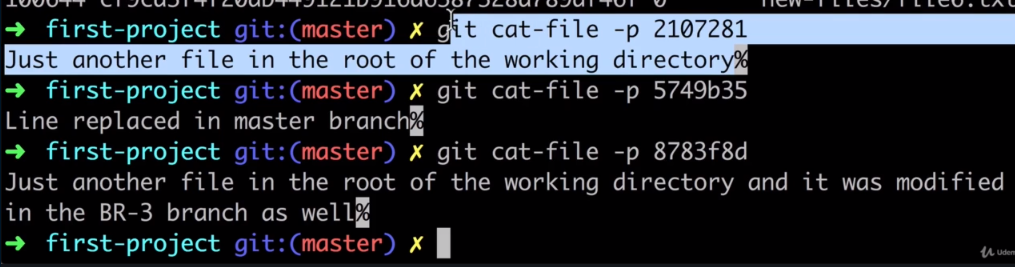 new-files/file6.txt
➜ first-project git:(master) ✗ git cat-file -p 2107281
Just another file in the root of the working directory%
➜ first-project git:(master) ✗ git cat-file -p 5749b35
Line replaced in master branch%
➜ first-project git:(master) ✗ git cat-file -p 8783f8d
Just another file in the root of the working directory and it was modified
in the BR-3 branch as well%
➜ first-project git:(master) ✗